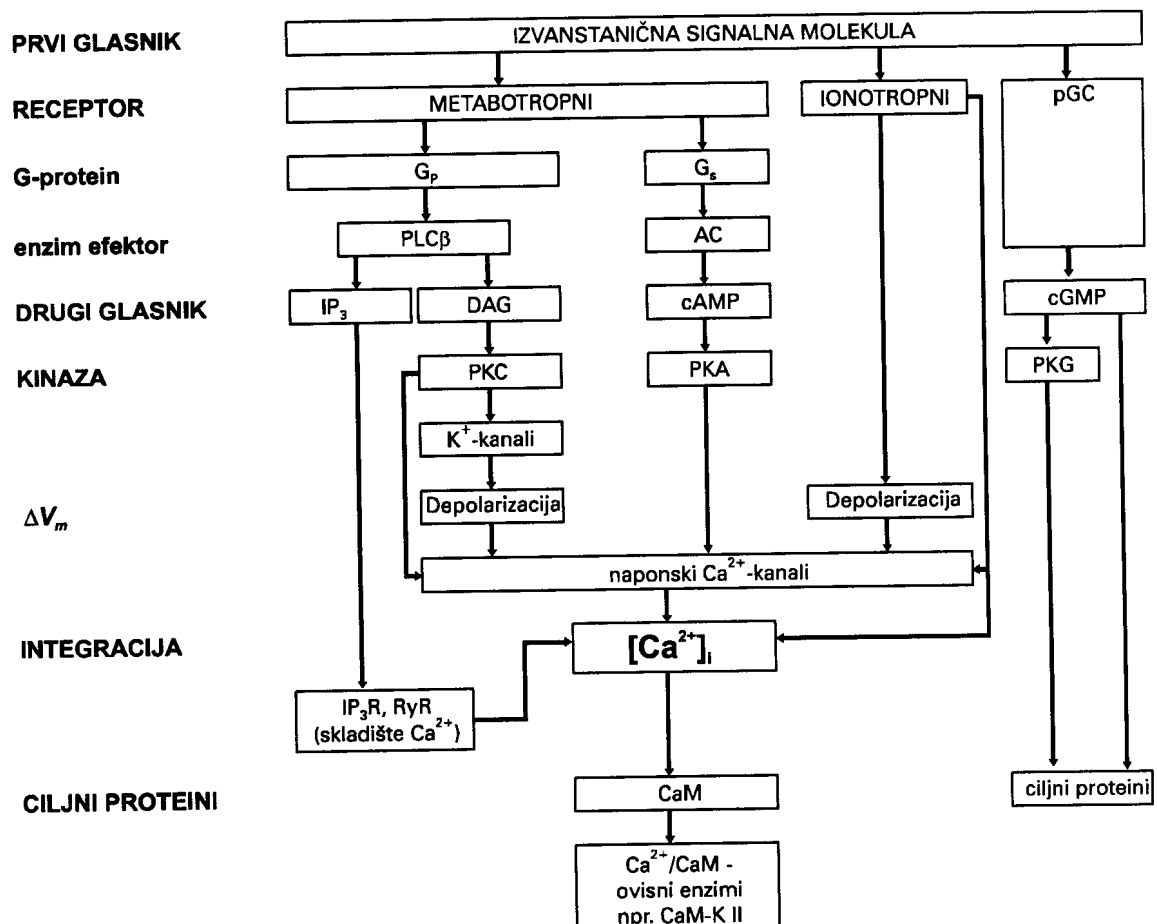 PRVI GLASNIK
IZVANSTANIČNA SIGNALNA MOLEKULA
RECEPTOR
METABOTROPNI
IONOTROPNI
pGC
G-protein
Gₚ
Gₛ
enzim efektor
PLCβ
AC
DRUGI GLASNIK
IP₃
DAG
cAMP
cGMP
KINAZA
PKC
PKA
PKG
K⁺-kanali
ΔVₘ
Depolarizacija
Depolarizacija
naponski Ca²⁺-kanali
INTEGRACIJA
[Ca²⁺]ᵢ
IP₃R, RyR
(skladište Ca²⁺)
CILJNI PROTEINI
CaM
ciljni proteini
Ca²⁺/CaM -
ovisni enzimi
npr. CaM-K II